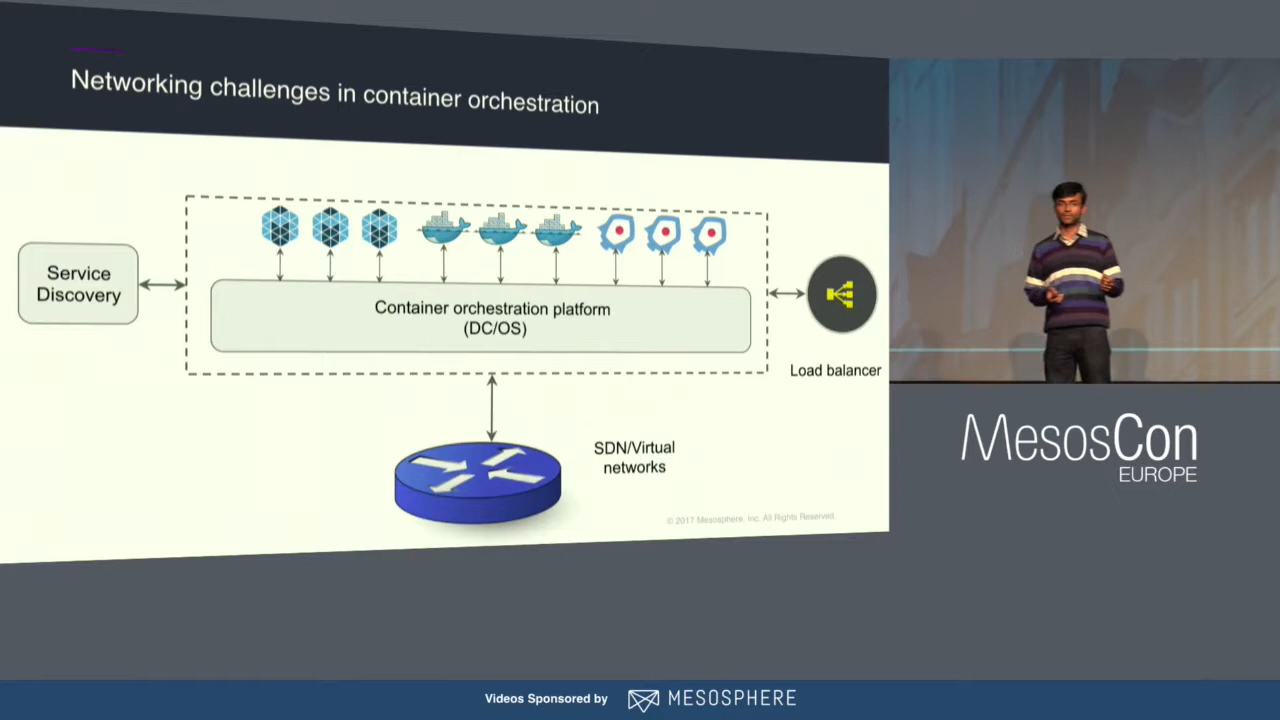 Networking challenges in container orchestration
Service
Discovery
Container orchestration platform
(DC/OS)
Load balancer
SDN/Virtual
networks
© 2017 Mesosphere, Inc. All Rights Reserved.
MesosCon
EUROPE
Videos Sponsored by
MESOSPHERE